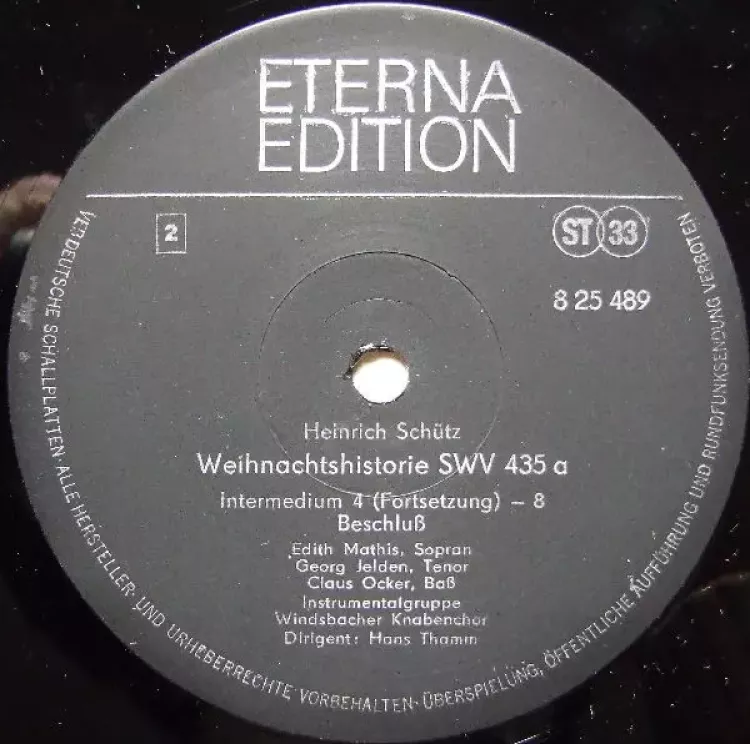 ETERNA
EDITION
2
ST 33
8 25 489
Heinrich Schütz
Weihnachtshistorie SWV 435 a
Intermedium 4 (Fortsetzung) – 8
Beschluß
Edith Mathis, Sopran
Georg Jelden, Tenor
Claus Ocker, Baß
Instrumentalgruppe
Windsbacher Knabenchor
Dirigent: Hans Thamm
VEB DEUTSCHE SCHALLPLATTEN · ALLE HERSTELLER- UND URHEBERRECHTE VORBEHALTEN · ÜBERSPIELUNG, ÖFFENTLICHE AUFFÜHRUNG UND RUNDFUNKSENDUNG VERBOTEN